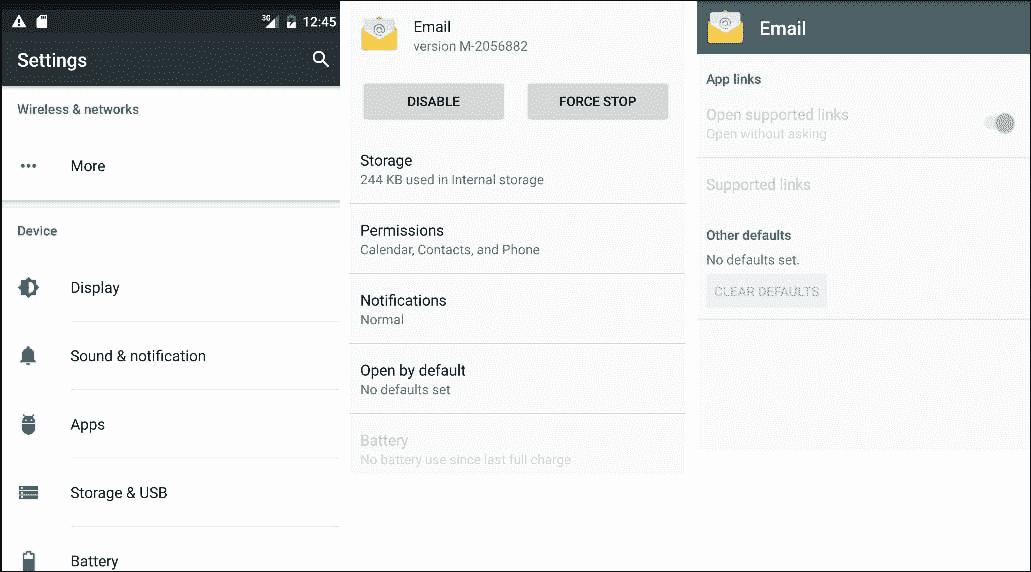 3G 12:45
Settings
Wireless & networks
More
Device
Display
Sound & notification
Apps
Storage & USB
Battery
Email
version M-2056882
DISABLE FORCE STOP
Storage
244 KB used in Internal storage
Permissions
Calendar, Contacts, and Phone
Notifications
Normal
Open by default
No defaults set
Battery
No battery use since last full charge
Email
App links
Open supported links
Open without asking
Supported links
Other defaults
No defaults set.
CLEAR DEFAULTS